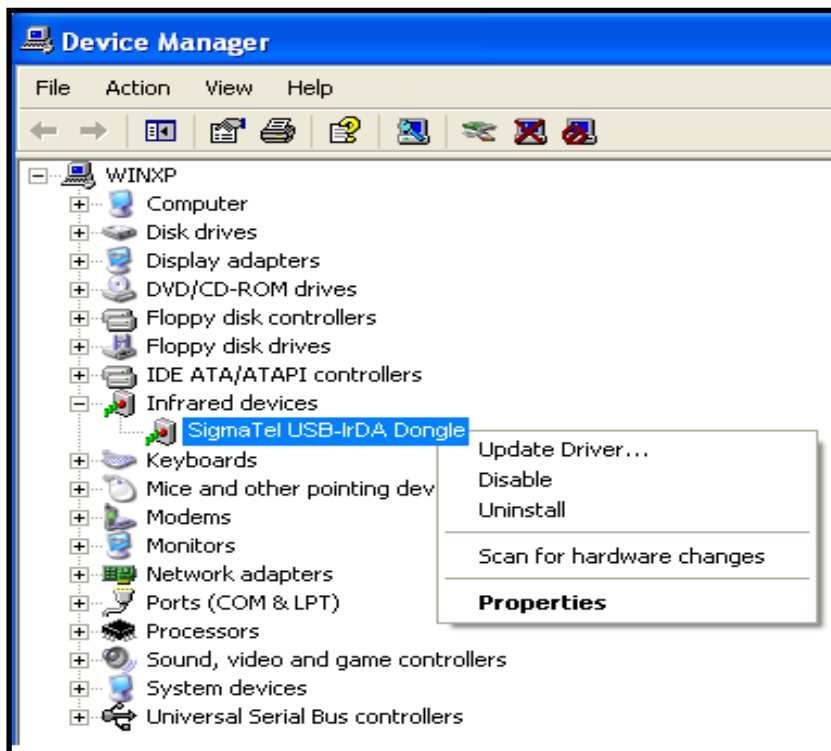 Device Manager
File Action View Help
WINXP
Computer
Disk drives
Display adapters
DVD/CD-ROM drives
Floppy disk controllers
Floppy disk drives
IDE ATA/ATAPI controllers
Infrared devices
SigmaTel USB-IrDA Dongle
Keyboards
Mice and other pointing dev
Modems
Monitors
Network adapters
Ports (COM & LPT)
Processors
Sound, video and game controllers
System devices
Universal Serial Bus controllers
Update Driver...
Disable
Uninstall
Scan for hardware changes
Properties